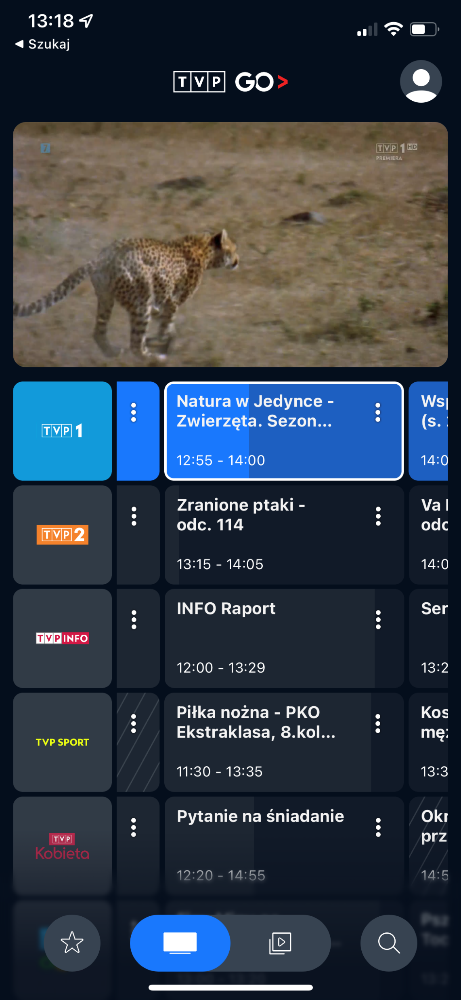 13:18
Szukaj
TVP GO>
7
TVP 1 HD
PREMIERA
TVP 1
Natura w Jedynce -
Zwierzęta. Sezon...
12:55 - 14:00
(s.
14:0
TVP 2
Zranione ptaki -
odc. 114
13:15 - 14:05
Va
odc
14:0
TVP INFO
INFO Raport
12:00 - 13:29
Ser
13:2
TVP SPORT
Piłka nożna - PKO
Ekstraklasa, 8.kol...
11:30 - 13:35
Kos
męż
13:3
TVP
Kobieta
Pytanie na śniadanie
12:20 - 14:55
Okr
prz
14:5